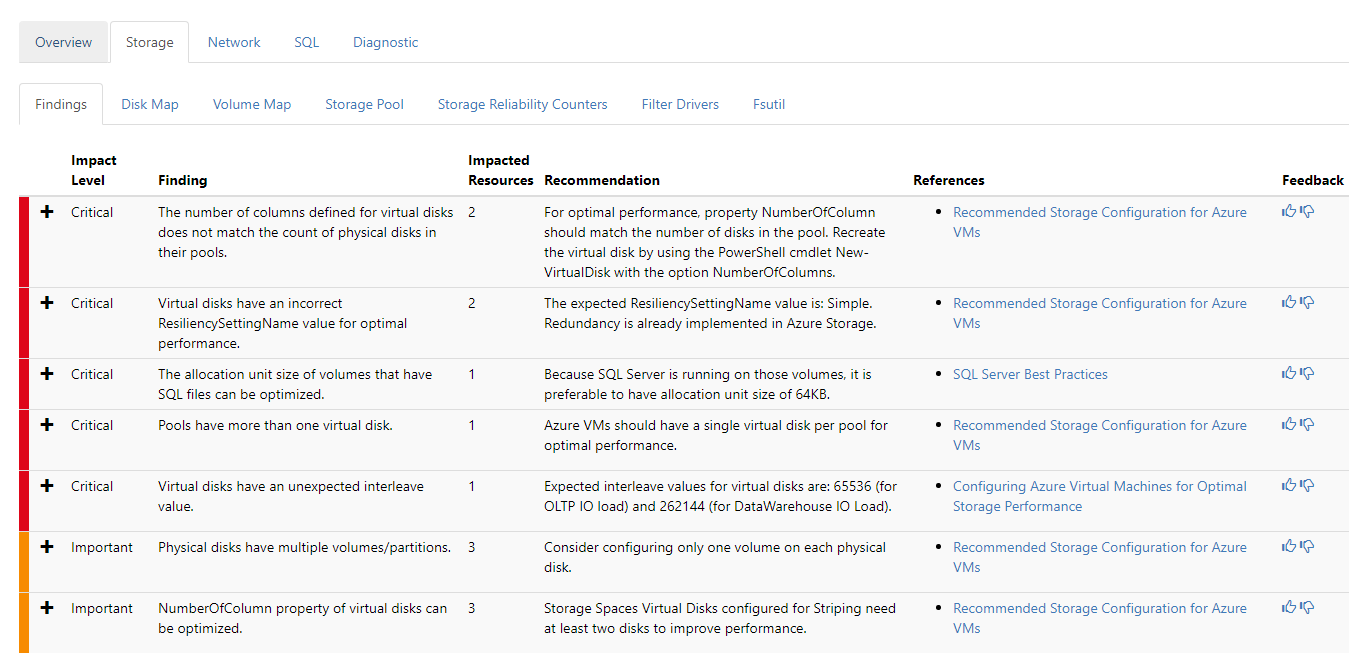 Overview Storage Network SQL Diagnostic
Findings Disk Map Volume Map Storage Pool Storage Reliability Counters Filter Drivers Fsutil
Impact Level Finding Impacted Resources Recommendation References Feedback
Critical
The number of columns defined for virtual disks
does not match the count of physical disks in
their pools.
2
For optimal performance, property NumberOfColumn
should match the number of disks in the pool. Recreate
the virtual disk by using the PowerShell cmdlet New-
VirtualDisk with the option NumberOfColumns.
Recommended Storage Configuration for Azure
VMs
Critical
Virtual disks have an incorrect
ResiliencySettingName value for optimal
performance.
2
The expected ResiliencySettingName value is: Simple.
Redundancy is already implemented in Azure Storage.
Recommended Storage Configuration for Azure
VMs
Critical
The allocation unit size of volumes that have
SQL files can be optimized.
1
Because SQL Server is running on those volumes, it is
preferable to have allocation unit size of 64KB.
SQL Server Best Practices
Critical
Pools have more than one virtual disk.
1
Azure VMs should have a single virtual disk per pool for
optimal performance.
Recommended Storage Configuration for Azure
VMs
Critical
Virtual disks have an unexpected interleave
value.
1
Expected interleave values for virtual disks are: 65536 (for
OLTP IO load) and 262144 (for DataWarehouse IO Load).
Configuring Azure Virtual Machines for Optimal
Storage Performance
Important
Physical disks have multiple volumes/partitions.
3
Consider configuring only one volume on each physical
disk.
Recommended Storage Configuration for Azure
VMs
Important
NumberOfColumn property of virtual disks can
be optimized.
3
Storage Spaces Virtual Disks configured for Striping need
at least two disks to improve performance.
Recommended Storage Configuration for Azure
VMs